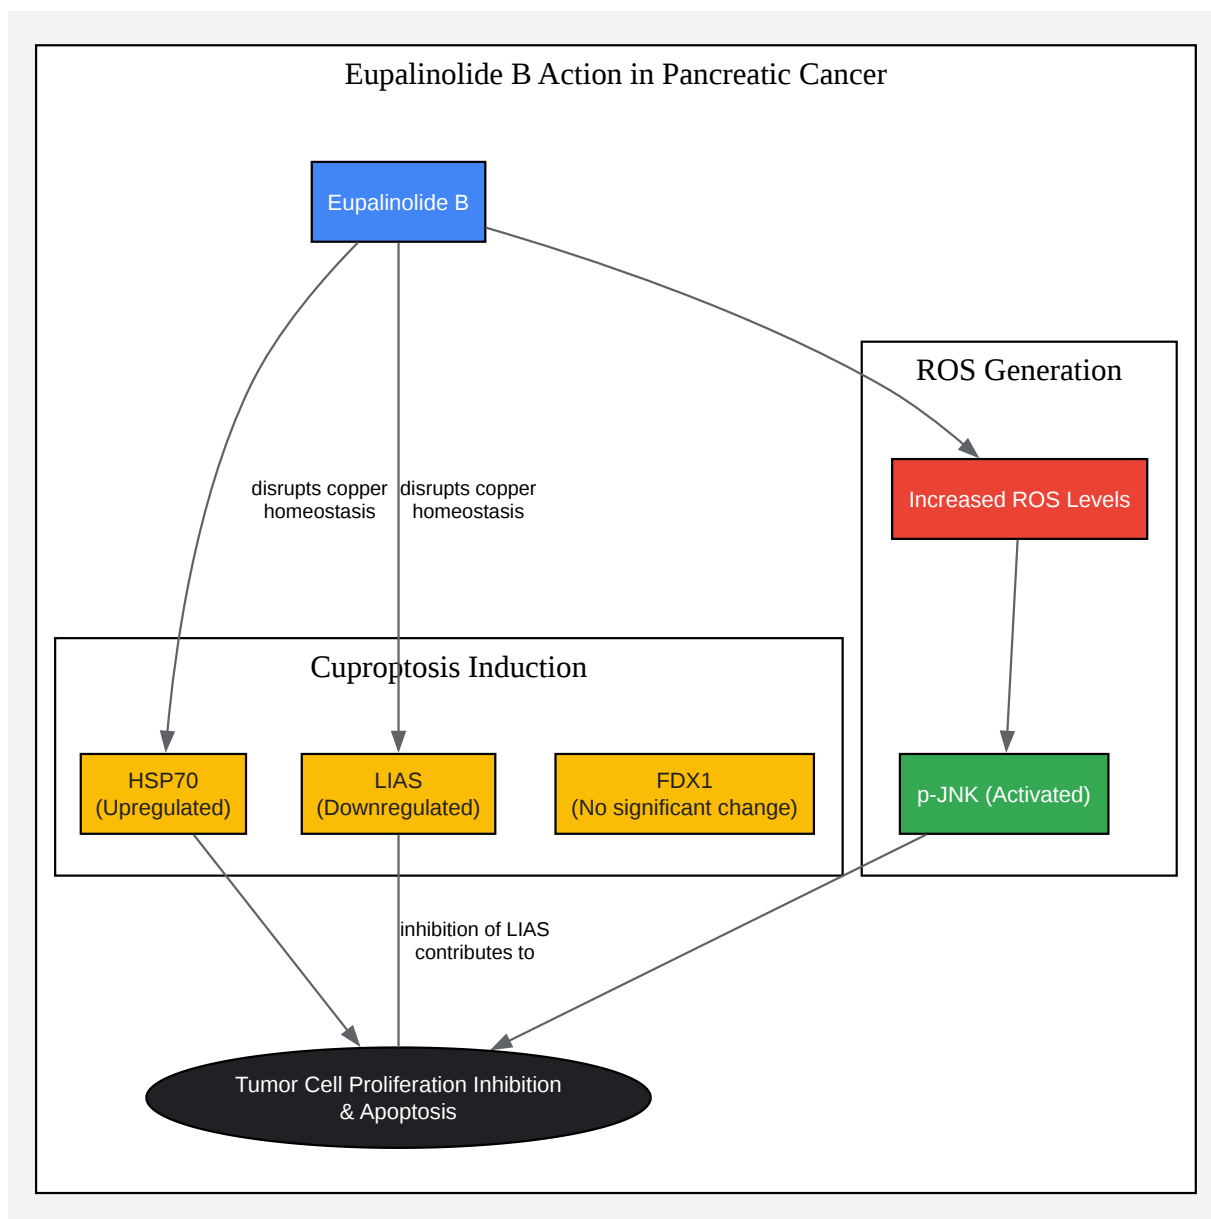 Eupalinolide B Action in Pancreatic Cancer
Eupalinolide B
ROS Generation
Increased ROS Levels
disrupts copper
homeostasis
disrupts copper
homeostasis
Cuproptosis Induction
HSP70
(Upregulated)
LIAS
(Downregulated)
FDX1
(No significant change)
p-JNK (Activated)
inhibition of LIAS
contributes to
Tumor Cell Proliferation Inhibition
& Apoptosis